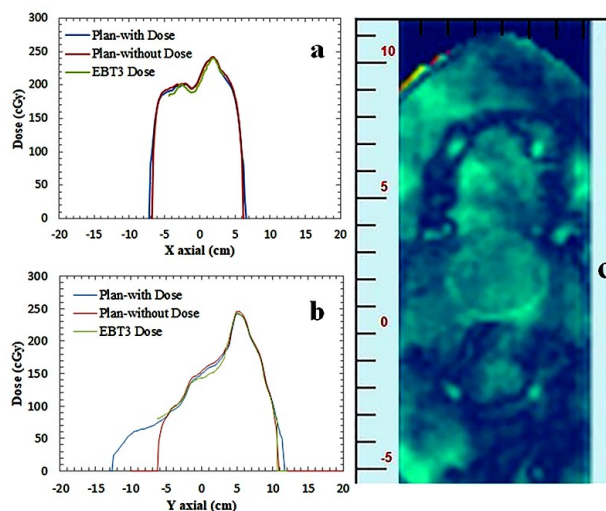 a
300
250
200
150
100
50
0
Dose (cGy)
Plan-with Dose
Plan-without Dose
EBT3 Dose
-20 -15 -10 -5 0 5 10 15 20
X axial (cm)
b
300
250
200
150
100
50
0
Dose (cGy)
Plan-with Dose
Plan-without Dose
EBT3 Dose
-20 -15 -10 -5 0 5 10 15 20
Y axial (cm)
10
5
0
-5